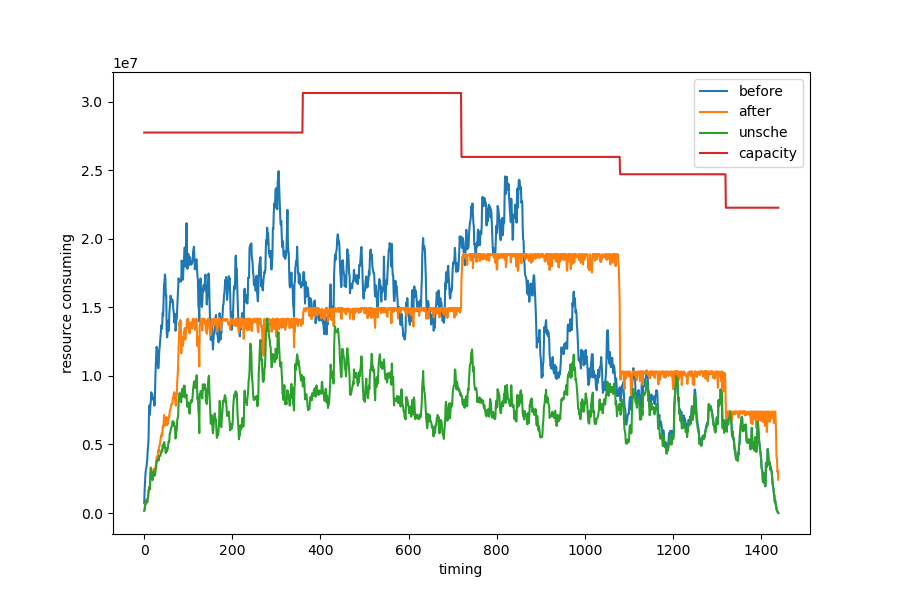 1e7
before
after
unsche
capacity
3.0
2.5
2.0
1.5
1.0
0.5
0.0
resource consuming
0 200 400 600 800 1000 1200 1400
timing